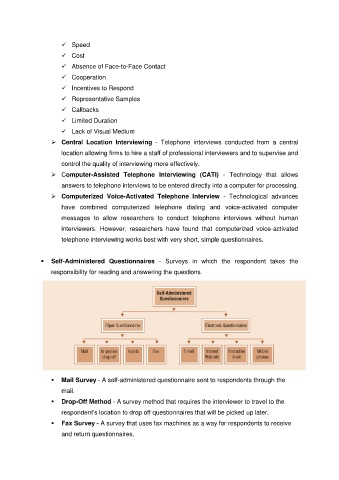 ✓ Speed
✓ Cost
✓ Absence of Face-to-Face Contact
✓ Cooperation
✓ Incentives to Respond
✓ Representative Samples
✓ Callbacks
✓ Limited Duration
✓ Lack of Visual Medium
➢ Central Location Interviewing - Telephone interviews conducted from a central
location allowing firms to hire a staff of professional interviewers and to supervise and
control the quality of interviewing more effectively.
➢ Computer-Assisted Telephone Interviewing (CATI) - Technology that allows
answers to telephone interviews to be entered directly into a computer for processing.
➢ Computerized Voice-Activated Telephone Interview - Technological advances
have combined computerized telephone dialing and voice-activated computer
messages to allow researchers to conduct telephone interviews without human
interviewers. However, researchers have found that computerized voice-activated
telephone interviewing works best with very short, simple questionnaires.
▪ Self-Administered Questionnaires - Surveys in which the respondent takes the
responsibility for reading and answering the questions.
Self-Administered
Questionnaires
Paper Questionnaires
Electronic Questionnaires
Mail
In-person
drop-off
Inserts
Fax
E-mail
Internet
Web site
Interactive
kiosk
Mobile
phones
▪ Mail Survey - A self-administered questionnaire sent to respondents through the
mail.
▪ Drop-Off Method - A survey method that requires the interviewer to travel to the
respondent's location to drop off questionnaires that will be picked up later.
▪ Fax Survey - A survey that uses fax machines as a way for respondents to receive
and return questionnaires.